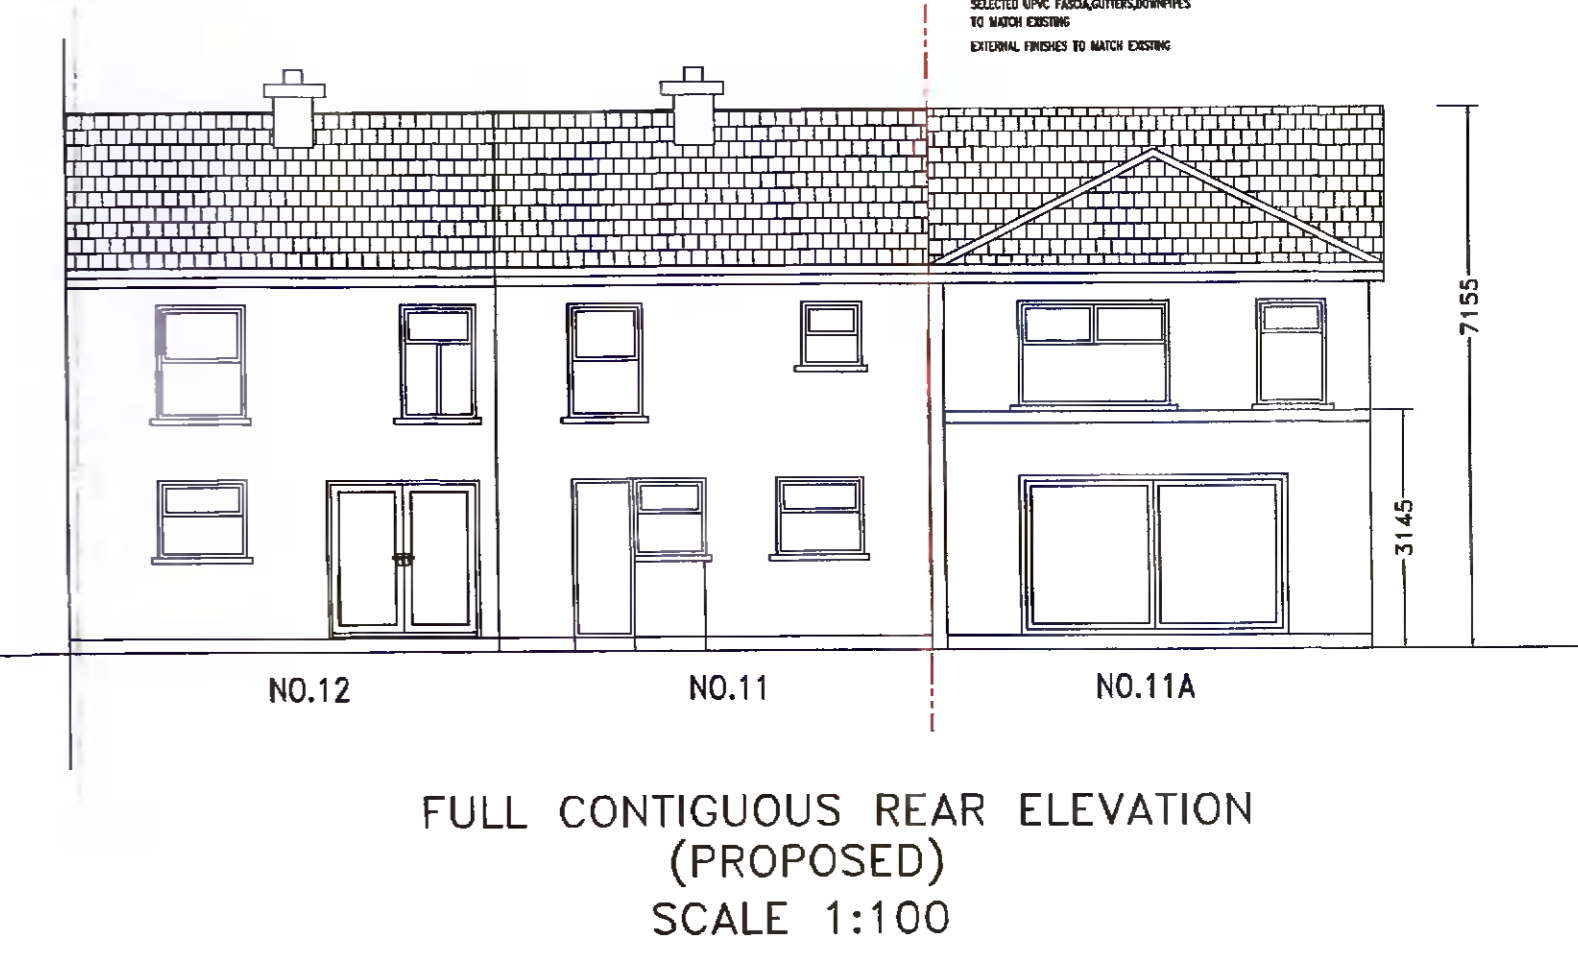 SELECTED UPVC FASCIA,GUTTERS,DOWNPIPES
TO MATCH EXISTING
EXTERNAL FINISHES TO MATCH EXISTING
7155
3145
NO.12
NO.11
NO.11A
FULL CONTIGUOUS REAR ELEVATION
(PROPOSED)
SCALE 1:100